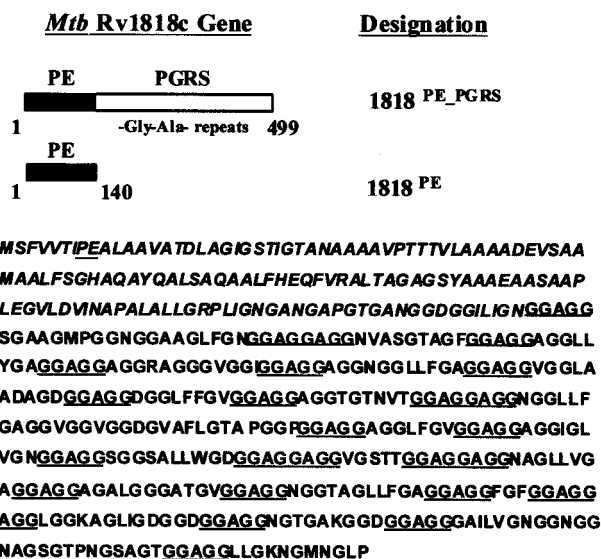 Mtb Rv1818c Gene Designation
PE PGRS
1818 PE_PGRS
1 -Gly-Ala- repeats 499
PE
1 140 1818 PE
MSFVVTIPEALAAVATDLAGIGSTIGTANAAAAVPTTTVLAAAADEVSAA
MAALFSGHAQAYQALSAQAALFHEQFVRALTAGAGSYAAAEAASAAP
LEGVLDVINAPALALLGRPLIGNGANGAPGTGANGGDGGILIGNGGAGG
SGAAGMPGGNGGAAGLFGNGGAGGAGGNVASGTAGFGGAGGAGGLL
YGAGGAGGAGGRAGGGVGGIGGAGGAGGNGGLLFGAGGAGGVGGLA
ADAGDGGAGGDGGLFFGVGGAGGAGGTGTNVTGGAGGAGGNGGLLF
GAGGVGGVGGDGVAFLGTAPGGPGGAGGAGGLFGVGGAGGAGGIGL
VGNGGAGGSGGSALLWGDGGAGGAGGVGSTTGGAGGAGGNAGLLVG
AGGAGGAGALGGGATGVGGAGGNGGTAGLLFGAGGAGGFGFGGAGG
AGGLGGKAGLIGDGGDGGAGGNGTGAKGGDGGAGGGAILVGNGGNGG
NAGSGTPNGSAGTGGAGGLLGKNGMNGLP